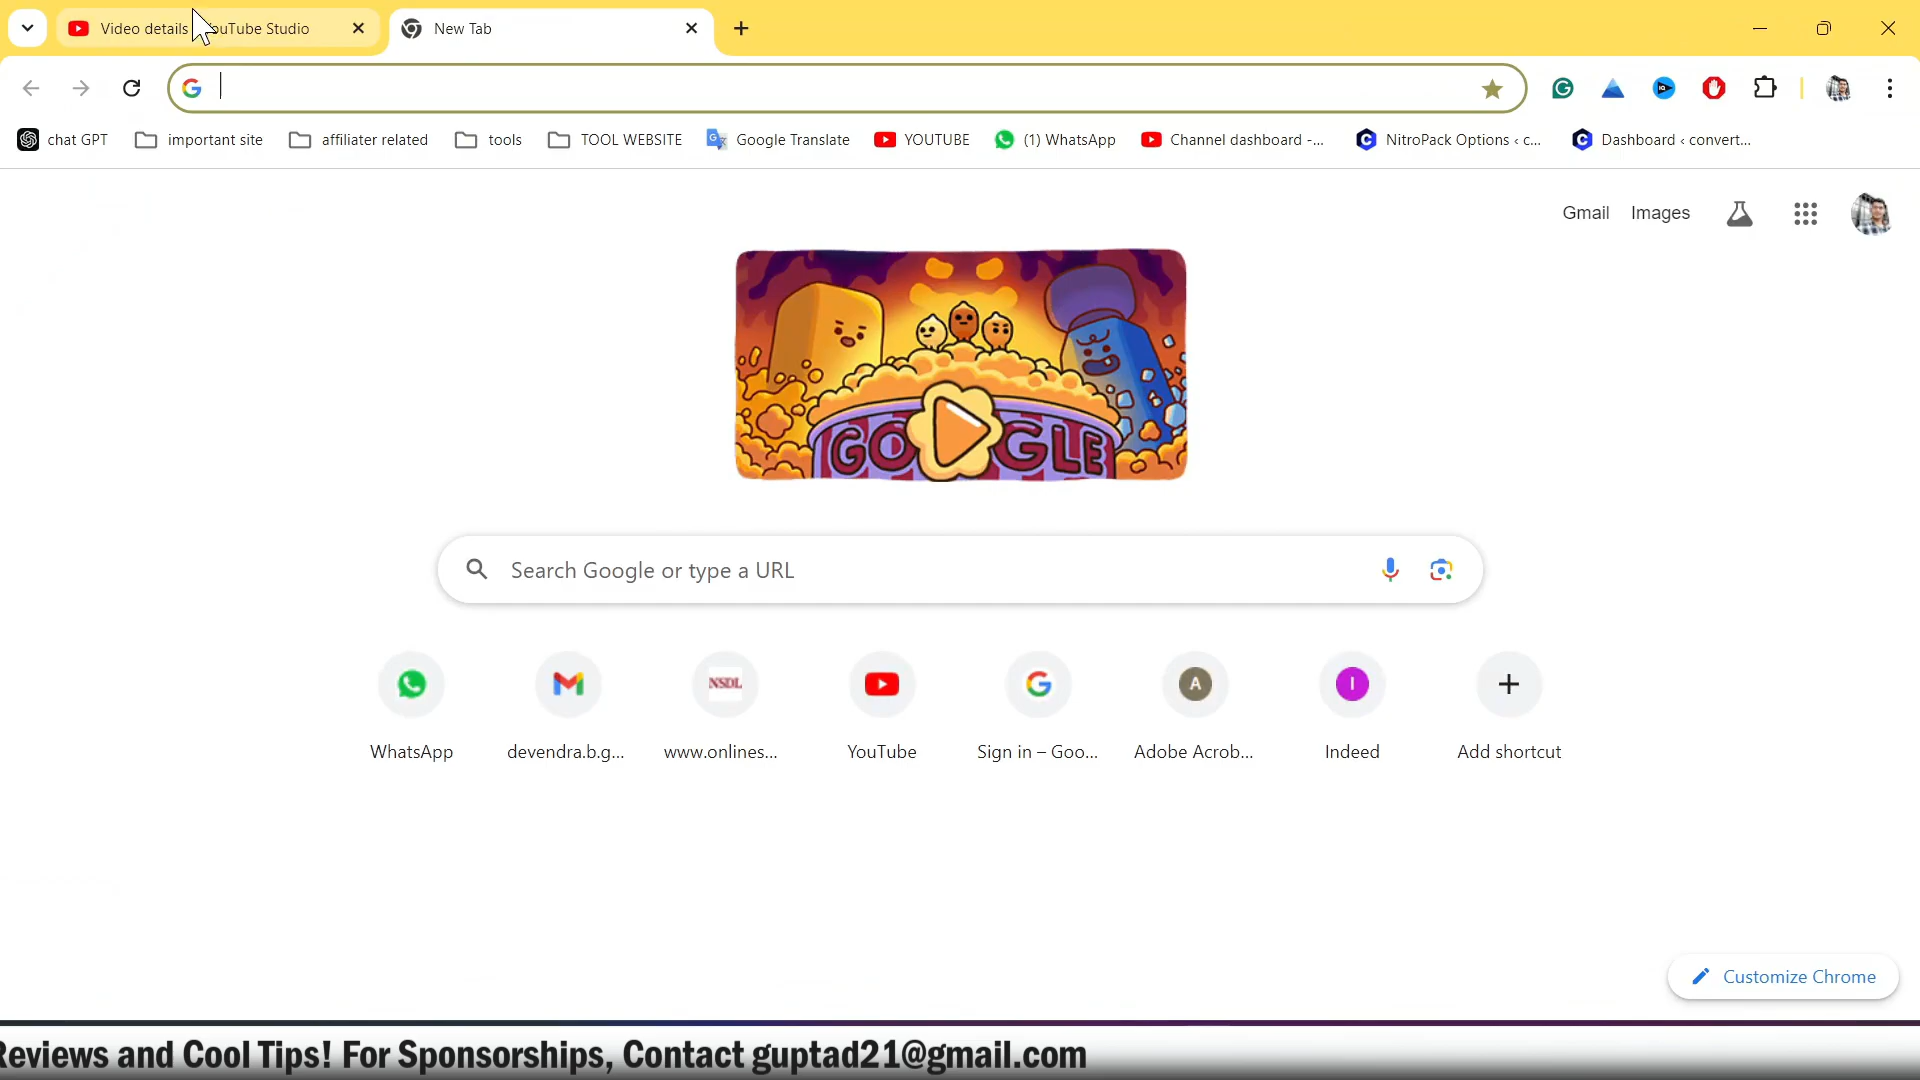 Video details YouTube Studio
New Tab
chat GPT
important site
affiliater related
tools
TOOL WEBSITE
Google Translate
YOUTUBE
(1) WhatsApp
Channel dashboard -...
NitroPack Options < c...
Dashboard < convert...
Gmail
Images
GOOGLE
Search Google or type a URL
WhatsApp
devendra.b.g...
NSDL
www.onlines...
YouTube
Sign in – Goo...
A
Adobe Acrob...
I
Indeed
Add shortcut
Customize Chrome
Reviews and Cool Tips! For Sponsorships, Contact guptad21@gmail.com